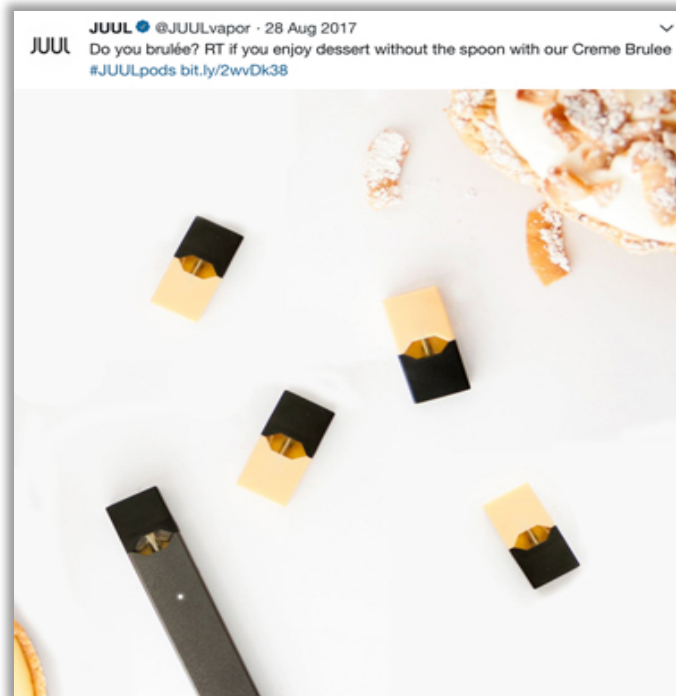 JUUL @JUULvapor · 28 Aug 2017
JUUL
Do you brulée? RT if you enjoy dessert without the spoon with our Creme Brulee
#JUULpods bit.ly/2wvDk38